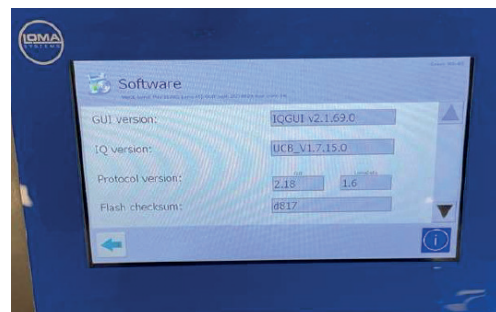 LOMA
SYSTEMS
Software
GUI version: IQGUI v2.1.69.0
IQ version: UCB_V1.7.15.0
Protocol version: 2.18 1.6
Flash checksum: d817